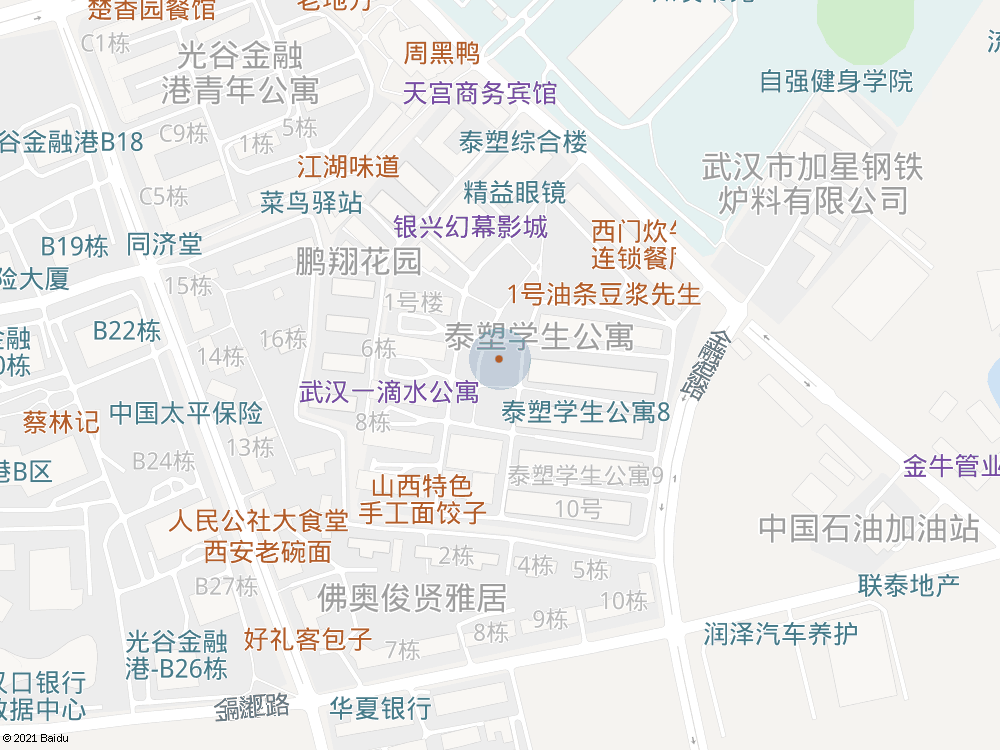 楚香园餐馆
C1栋
光谷金融
港青年公寓
周黑鸭
天宫商务宾馆
自强健身学院
谷金融港B18
C9栋
1栋
5栋
泰塑综合楼
江湖味道
武汉市加星钢铁
炉料有限公司
C5栋
菜鸟驿站
精益眼镜
银兴幻幕影城
西门炊
连锁餐
B19栋
同济堂
鹏翔花园
险大厦
15栋
1号油条豆浆先生
1号楼
B22栋
16栋
泰塑学生公寓
金融港路
金融
0栋
14栋
6栋
武汉一滴水公寓
蔡林记
中国太平保险
8栋
泰塑学生公寓8
13栋
港B区
B24栋
泰塑学生公寓9
金牛管业
山西特色
手工面饺子
10号
人民公社大食堂
西安老碗面
中国石油加油站
2栋
4栋
5栋
B27栋
佛奥俊贤雅居
联泰地产
10栋
9栋
8栋
光谷金融
港-B26栋
好礼客包子
7栋
润泽汽车养护
汉口银行
数据中心
华夏银行
© 2021 Baidu